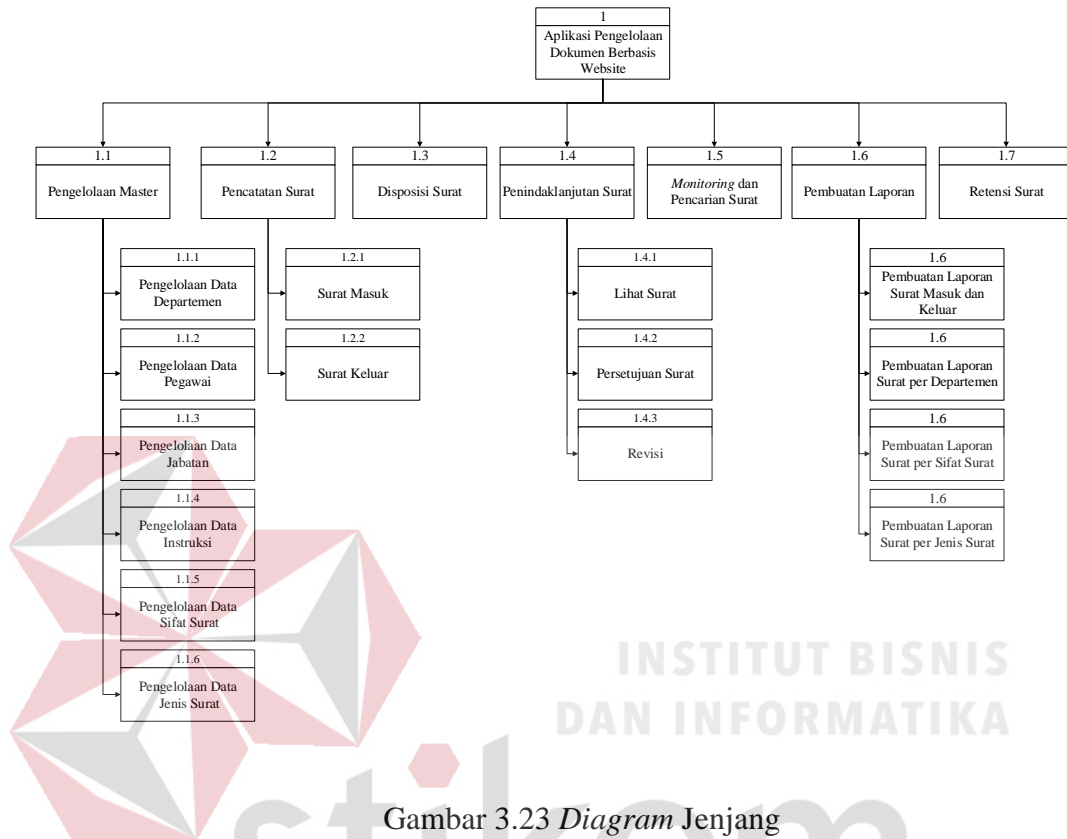 1
Aplikasi Pengelolaan
Dokumen Berbasis
Website
1.1
Pengelolaan Master
1.2
Pencatatan Surat
1.3
Disposisi Surat
1.4
Penindaklanjutan Surat
1.5
Monitoring dan
Pencarian Surat
1.6
Pembuatan Laporan
1.7
Retensi Surat
1.1.1
Pengelolaan Data
Departemen
1.1.2
Pengelolaan Data
Pegawai
1.1.3
Pengelolaan Data
Jabatan
1.1.4
Pengelolaan Data
Instruksi
1.1.5
Pengelolaan Data
Sifat Surat
1.1.6
Pengelolaan Data
Jenis Surat
1.2.1
Surat Masuk
1.2.2
Surat Keluar
1.4.1
Lihat Surat
1.4.2
Persetujuan Surat
1.4.3
Revisi
1.6
Pembuatan Laporan
Surat Masuk dan
Keluar
1.6
Pembuatan Laporan
Surat per Departemen
1.6
Pembuatan Laporan
Surat per Sifat Surat
1.6
Pembuatan Laporan
Surat per Jenis Surat
INSTITUT BISNIS
DAN INFORMATIKA
stikom
Gambar 3.23 Diagram Jenjang